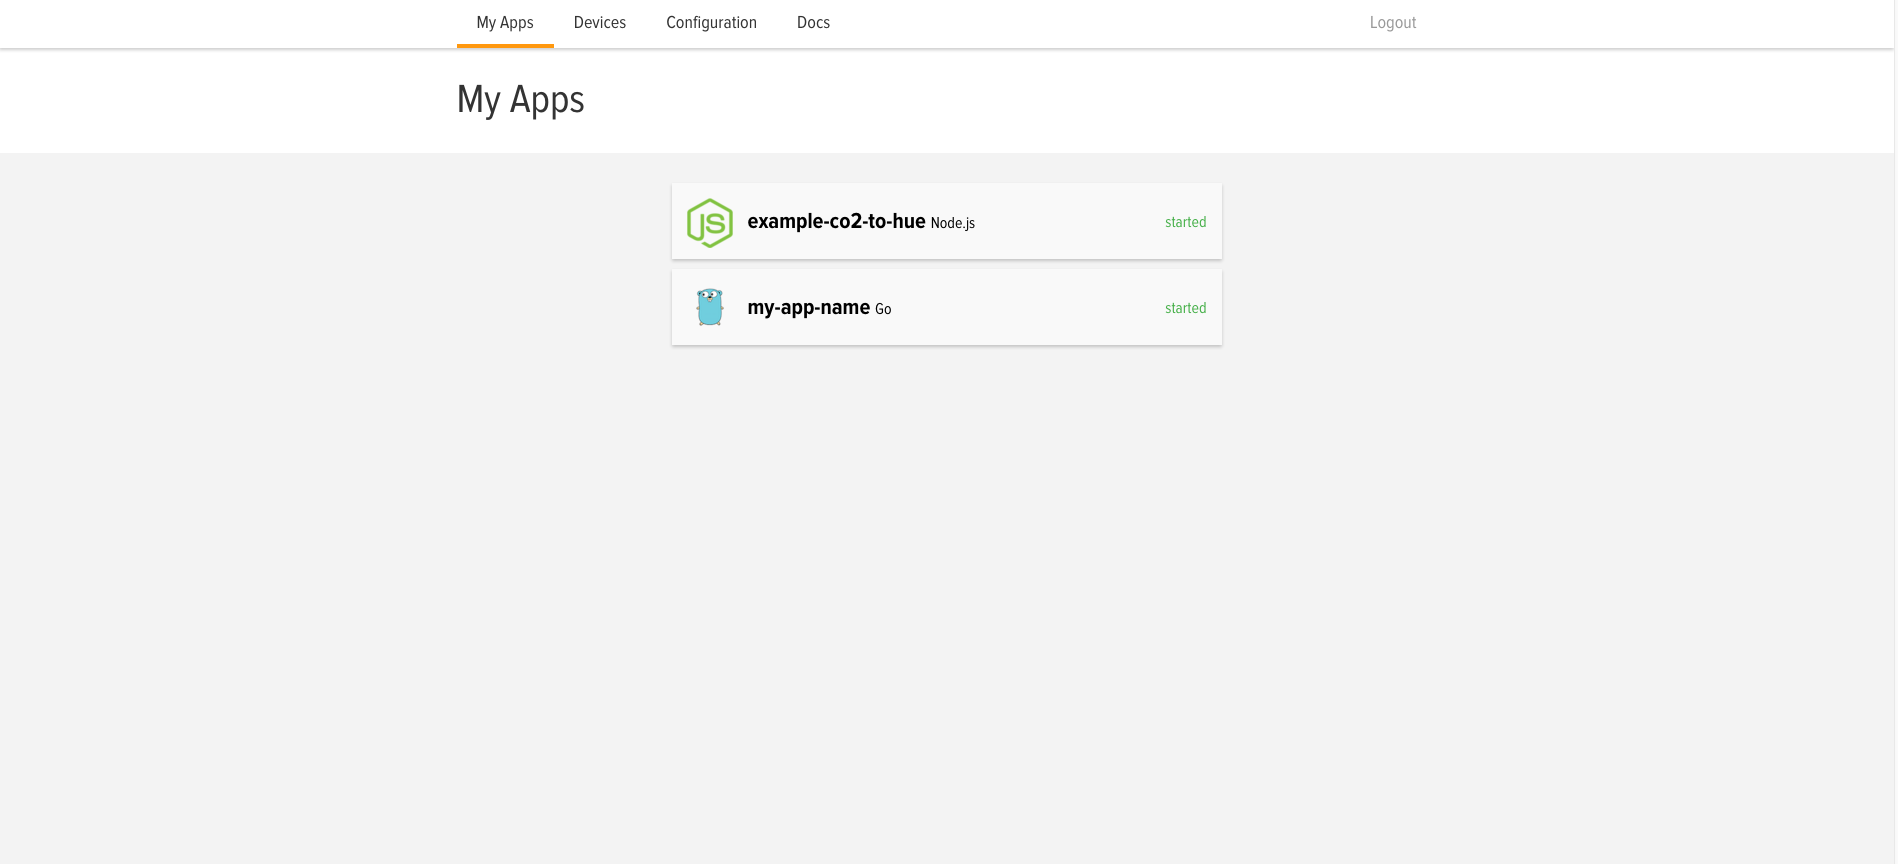 My Apps Devices Configuration Docs Logout
My Apps
JS example-co2-to-hue Node.js started
my-app-name Go started